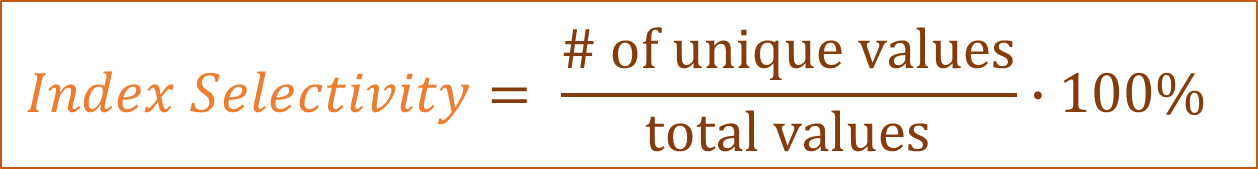 Index Selectivity = # of unique values / total values · 100%